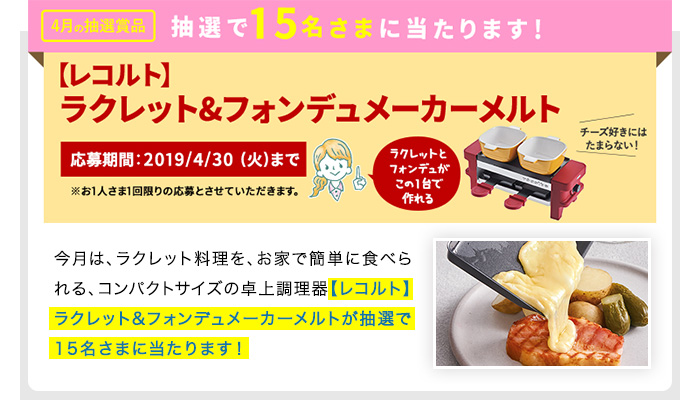 4月の抽選賞品
抽選で15名さまに当たります！
【レコルト】
ラクレット&フォンデュメーカーメルト
応募期間：2019/4/30（火）まで
※お1人さま1回限りの応募とさせていただきます。
ラクレットと
フォンデュが
この1台で
作れる
チーズ好きには
たまらない！
今月は、ラクレット料理を、お家で簡単に食べら
れる、コンパクトサイズの卓上調理器【レコルト】
ラクレット&フォンデュメーカーメルトが抽選で
15名さまに当たります！